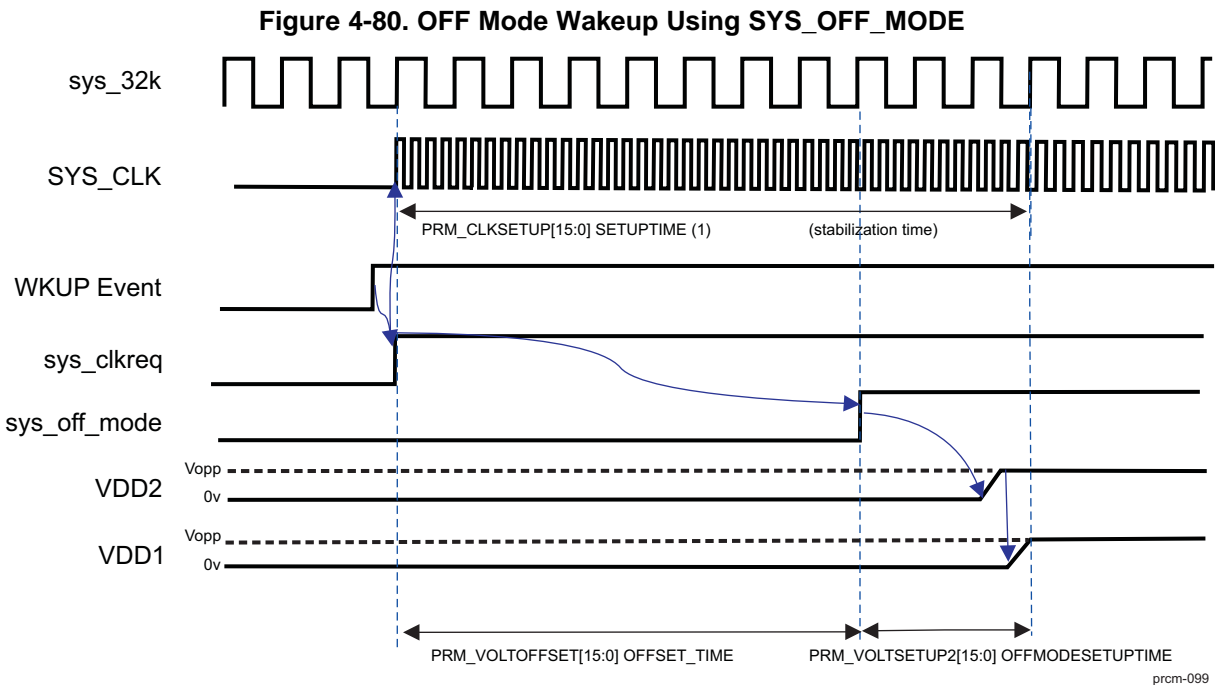 Figure 4-80. OFF Mode Wakeup Using SYS_OFF_MODE
sys_32k
SYS_CLK
PRM_CLKSETUP[15:0] SETUPTIME (1) (stabilization time)
WKUP Event
sys_clkreq
sys_off_mode
Vopp
VDD2
0v
Vopp
VDD1
0v
PRM_VOLTOFFSET[15:0] OFFSET_TIME PRM_VOLTSETUP2[15:0] OFFMODESETUPTIME
prcm-099